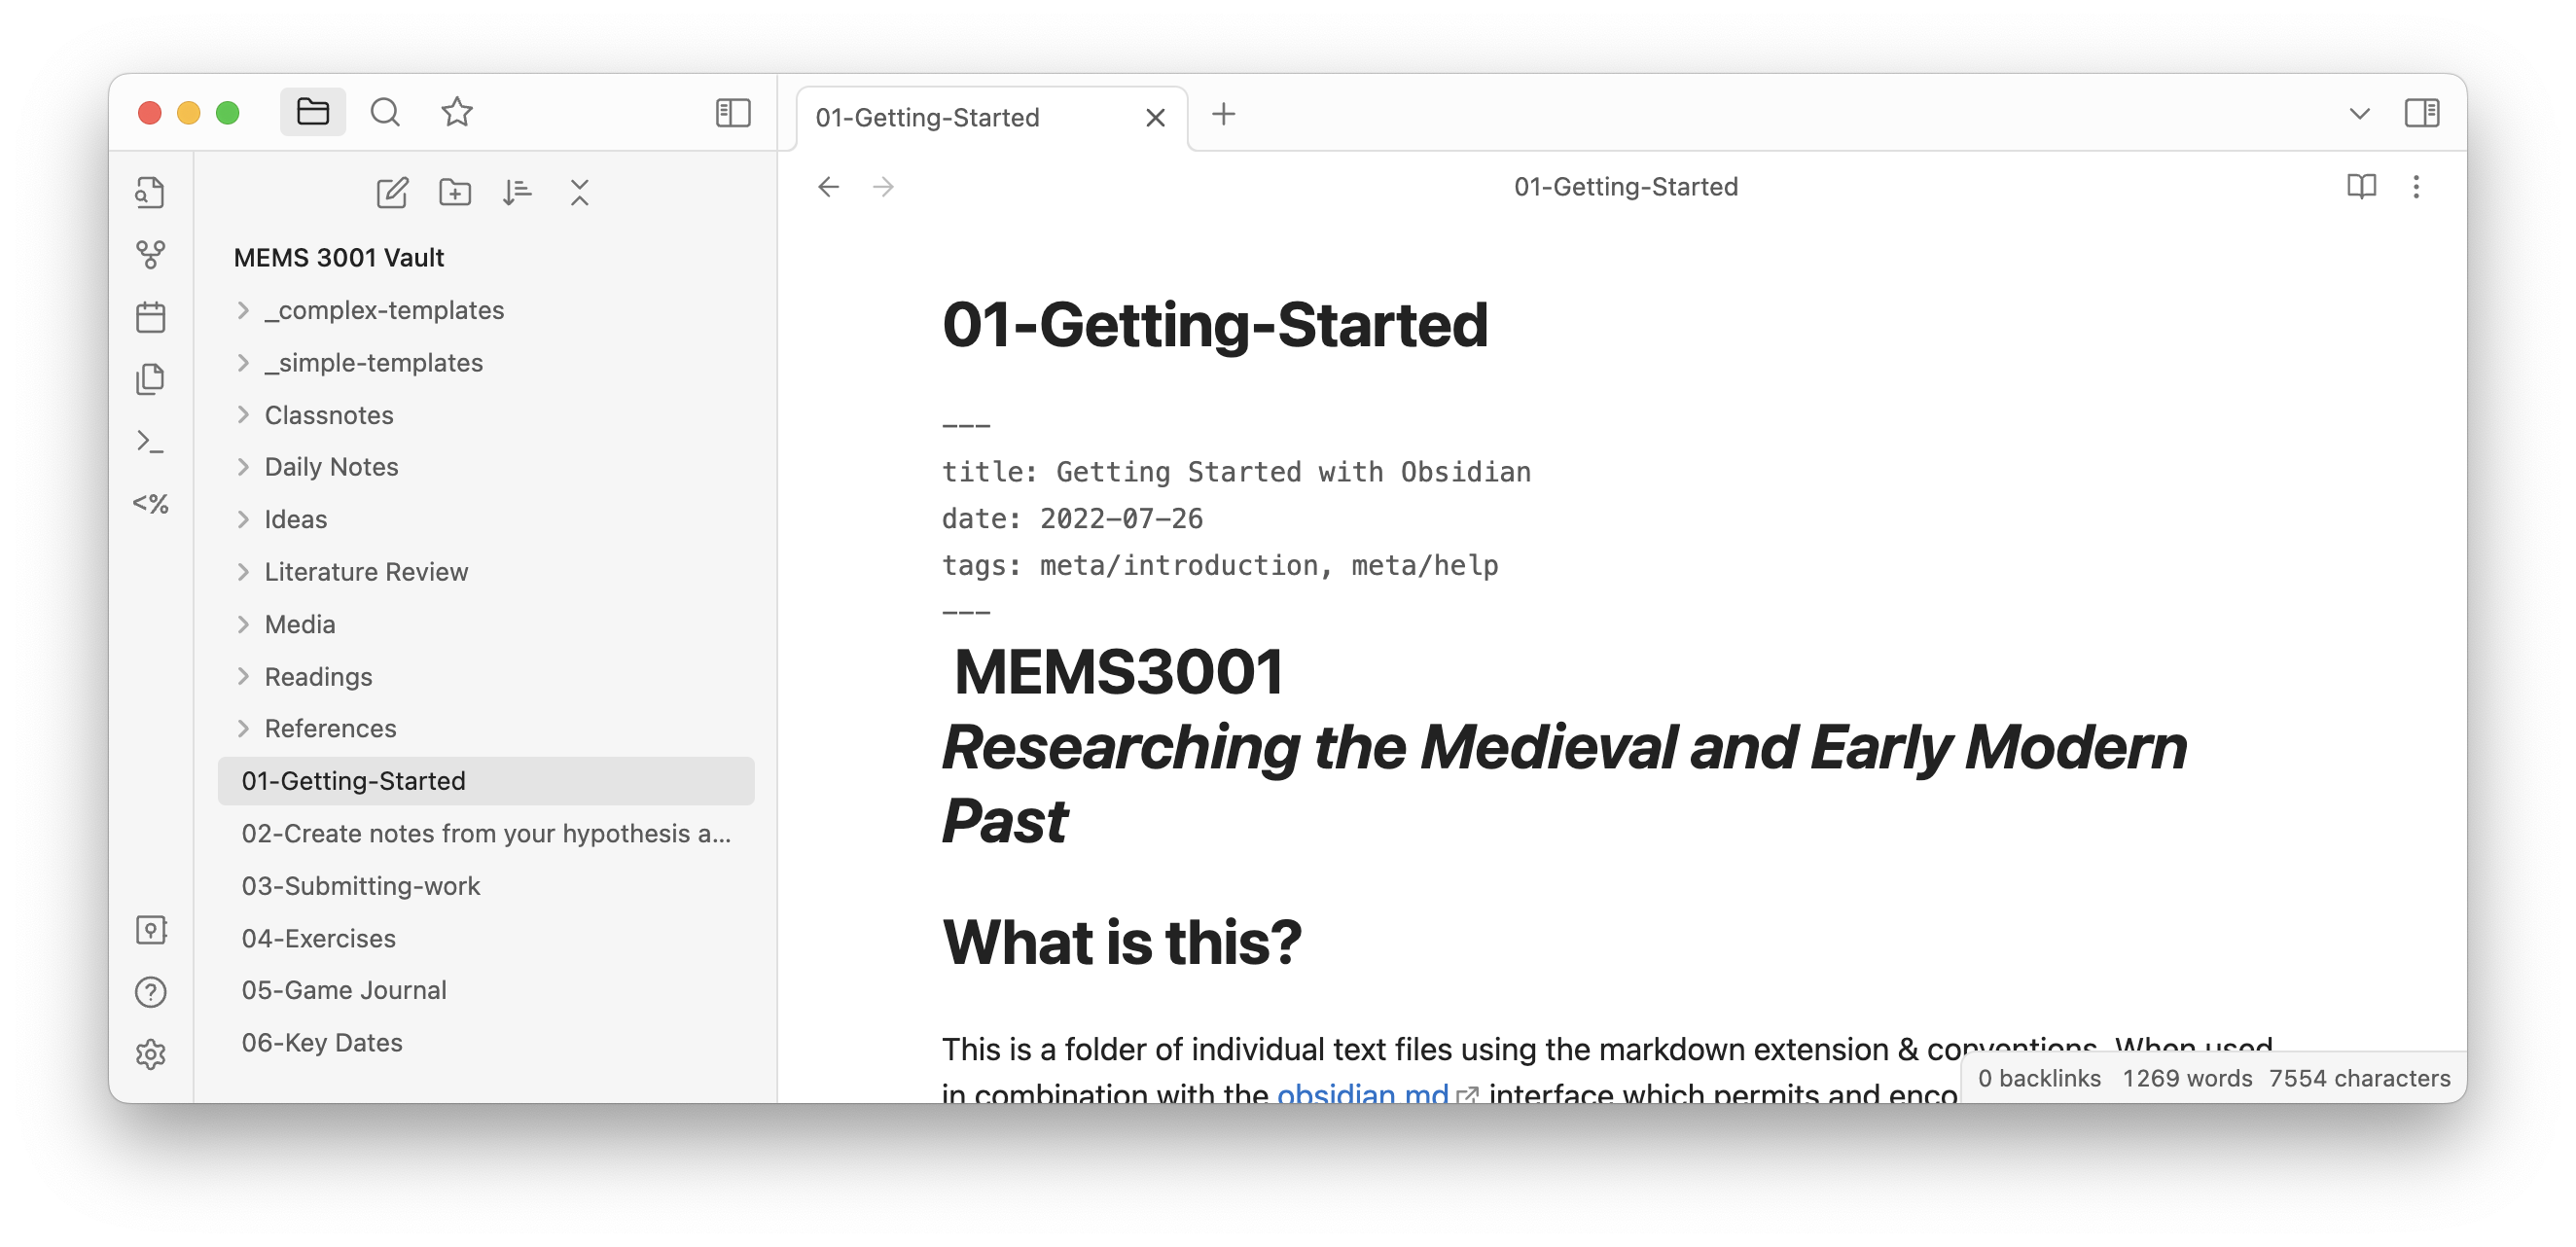 01-Getting-Started
<%
MEMS 3001 Vault
_complex-templates
_simple-templates
Classnotes
Daily Notes
Ideas
Literature Review
Media
Readings
References
01-Getting-Started
02-Create notes from your hypothesis a...
03-Submitting-work
04-Exercises
05-Game Journal
06-Key Dates
01-Getting-Started
01-Getting-Started
---
title: Getting Started with Obsidian
date: 2022-07-26
tags: meta/introduction, meta/help
---
MEMS3001
Researching the Medieval and Early Modern
Past
What is this?
This is a folder of individual text files using the markdown extension & conventions. When used
in combination with the obsidian.md interface which permits and enco
0 backlinks 1269 words 7554 characters